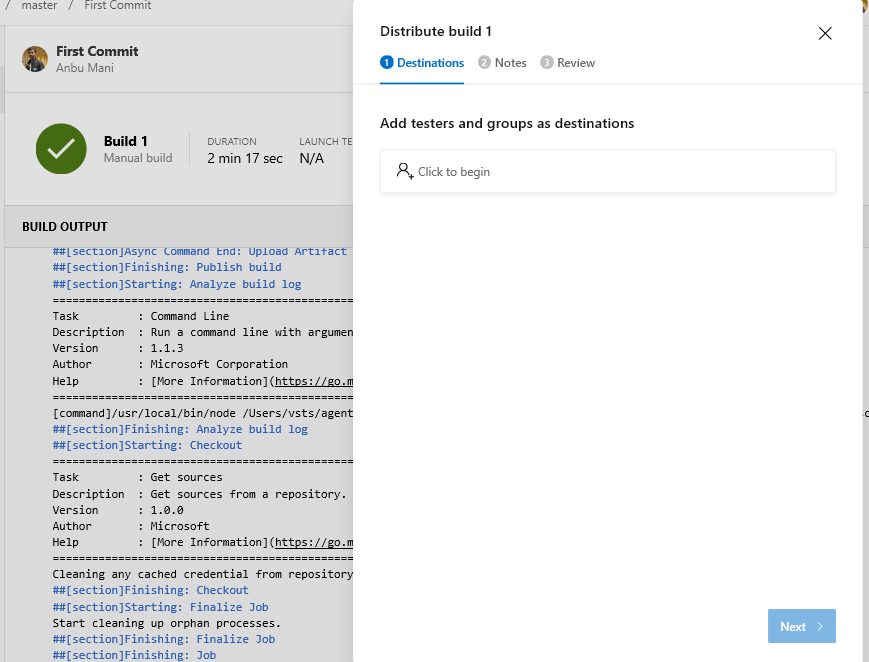 / master / First Commit
First Commit
Anbu Mani
Build 1
Manual build
DURATION
2 min 17 sec
LAUNCH TE
N/A
BUILD OUTPUT
##[section]Async Command End: Upload Artifact
##[section]Finishing: Publish build
##[section]Starting: Analyze build log
==============================================
Task         : Command Line
Description  : Run a command line with argumen
Version      : 1.1.3
Author       : Microsoft Corporation
Help         : [More Information](https://go.m
==============================================
[command]/usr/local/bin/node /Users/vsts/agent
##[section]Finishing: Analyze build log
##[section]Starting: Checkout
==============================================
Task         : Get sources
Description  : Get sources from a repository.
Version      : 1.0.0
Author       : Microsoft
Help         : [More Information](https://go.m
==============================================
Cleaning any cached credential from repository
##[section]Finishing: Checkout
##[section]Starting: Finalize Job
Start cleaning up orphan processes.
##[section]Finishing: Finalize Job
##[section]Finishing: Job
Distribute build 1
1 Destinations 2 Notes 3 Review
Add testers and groups as destinations
Click to begin
Next